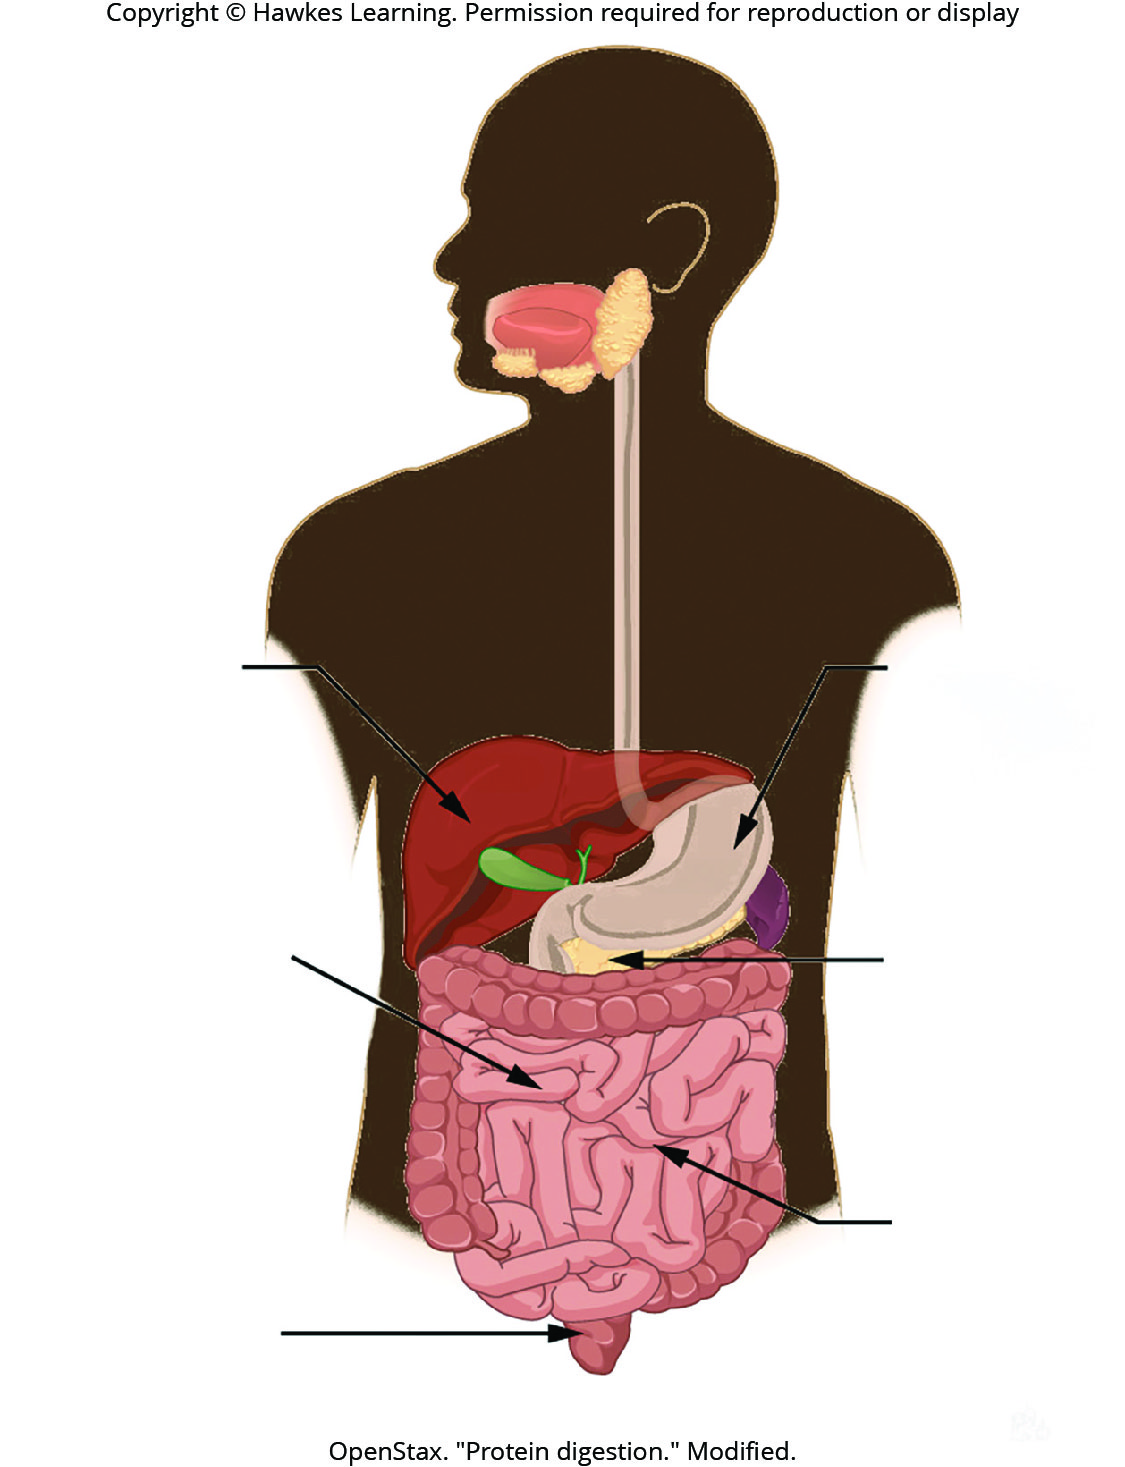 Copyright © Hawkes Learning. Permission required for reproduction or display
OpenStax. "Protein digestion." Modified.